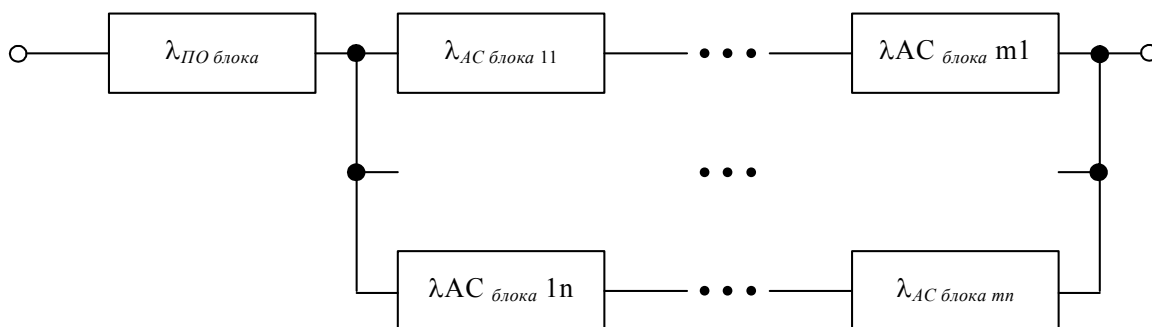 λПО блока
λАС блока 11
λАС блока m1
λАС блока 1n
λАС блока mn